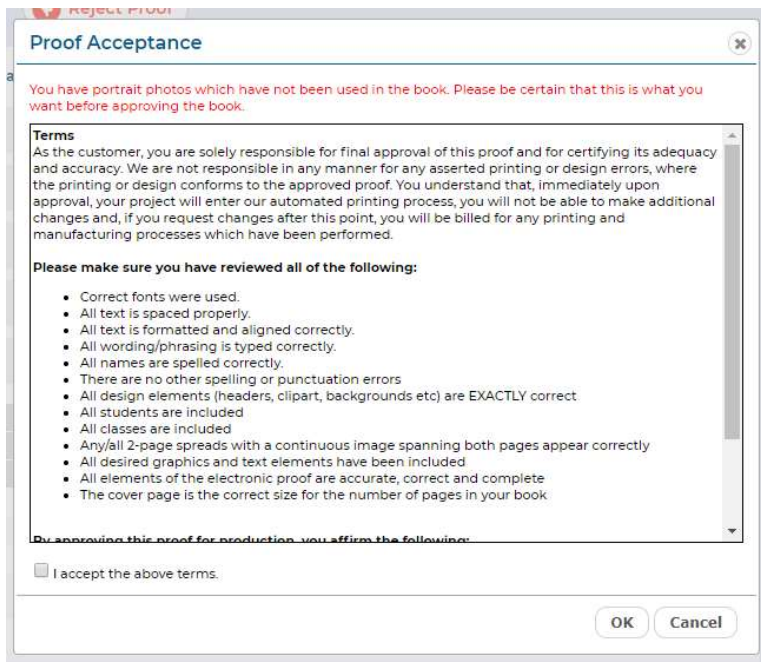 Reject Proof
Proof Acceptance
You have portrait photos which have not been used in the book. Please be certain that this is what you
want before approving the book.
Terms
As the customer, you are solely responsible for final approval of this proof and for certifying its adequacy
and accuracy. We are not responsible in any manner for any asserted printing or design errors, where
the printing or design conforms to the approved proof. You understand that, immediately upon
approval, your project will enter our automated printing process, you will not be able to make additional
changes and, if you request changes after this point, you will be billed for any printing and
manufacturing processes which have been performed.
Please make sure you have reviewed all of the following:
• Correct fonts were used.
• All text is spaced properly.
• All text is formatted and aligned correctly.
• All wording/phrasing is typed correctly.
• All names are spelled correctly.
• There are no other spelling or punctuation errors
• All design elements (headers, clipart, backgrounds etc) are EXACTLY correct
• All students are included
• All classes are included
• Any/all 2-page spreads with a continuous image spanning both pages appear correctly
• All desired graphics and text elements have been included
• All elements of the electronic proof are accurate, correct and complete
• The cover page is the correct size for the number of pages in your book
By approving this proof for production, you affirm the following:
I accept the above terms.
OK Cancel